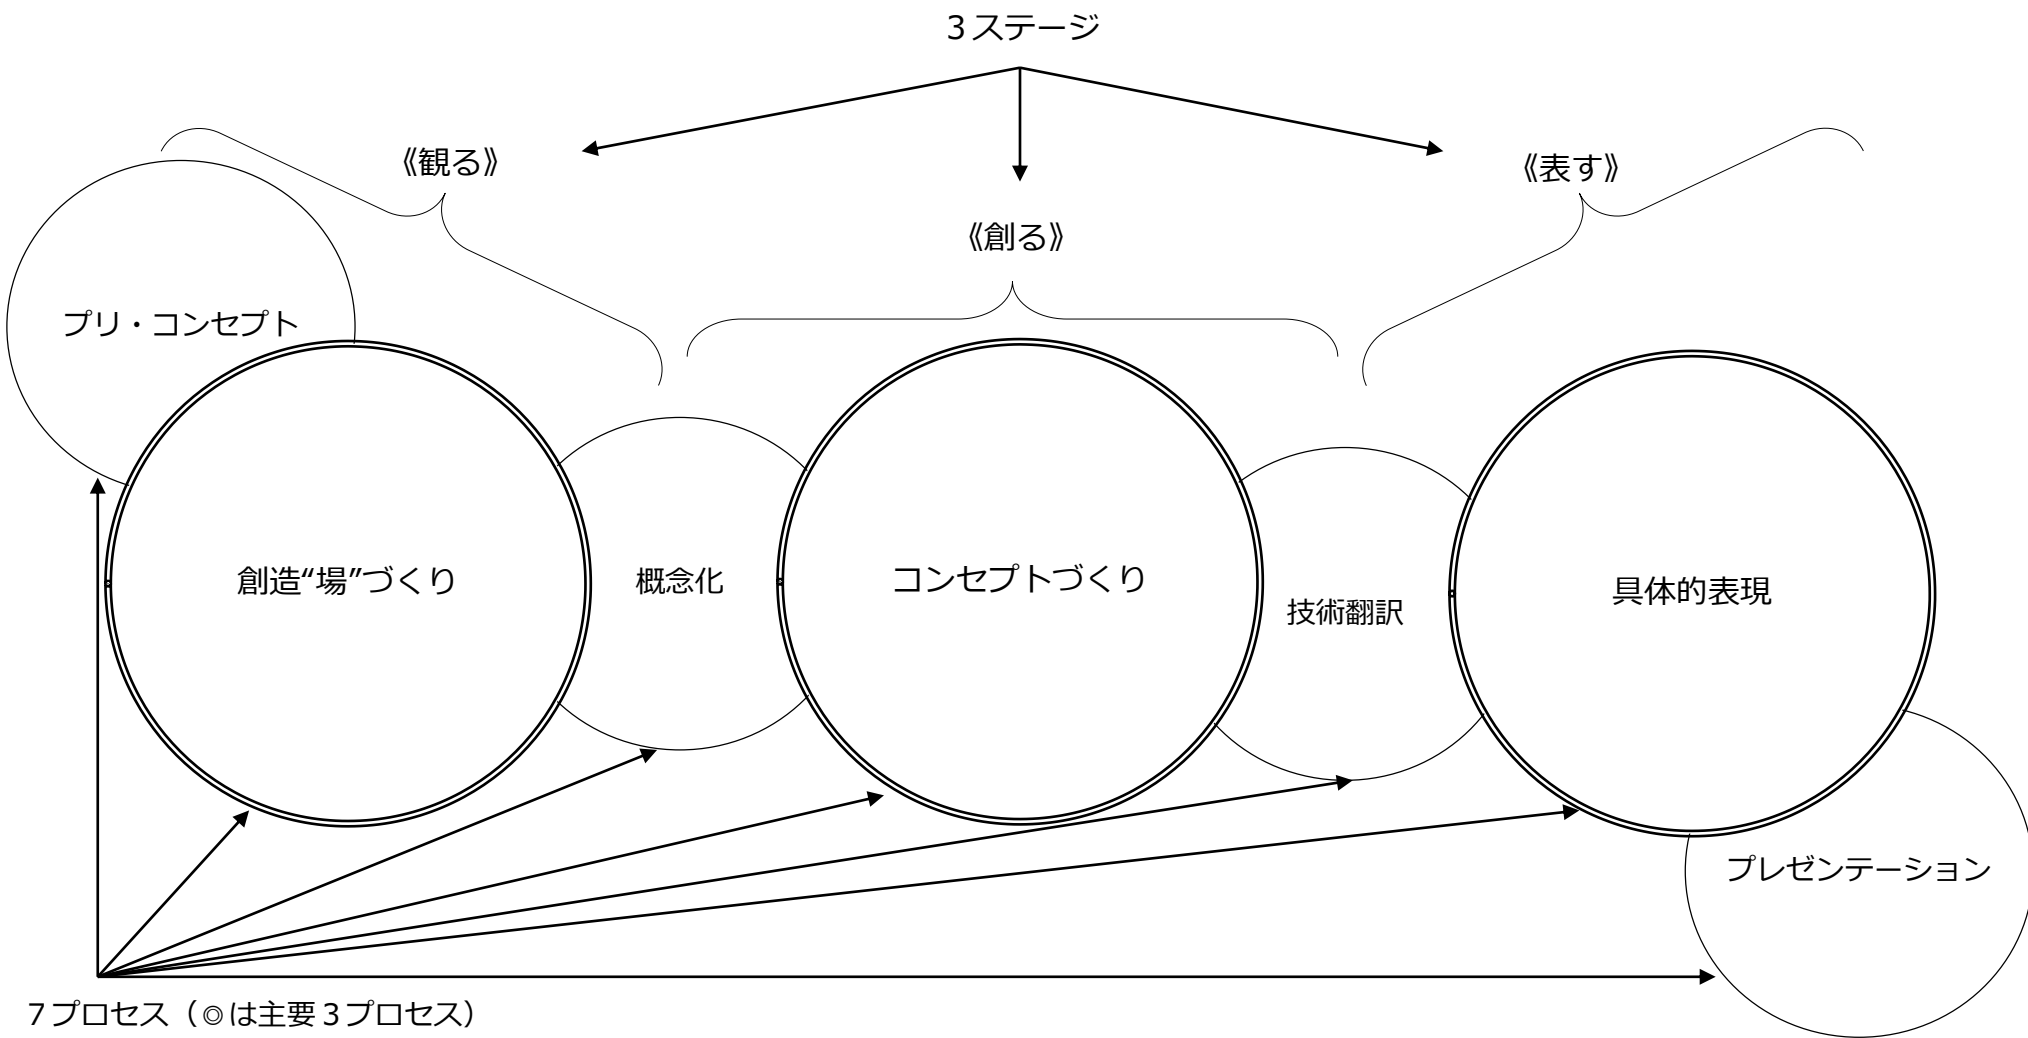 3ステージ
《観る》
《表す》
《創る》
プリ・コンセプト
創造“場”づくり
概念化
コンセプトづくり
技術翻訳
具体的表現
プレゼンテーション
7プロセス（◎は主要3プロセス）